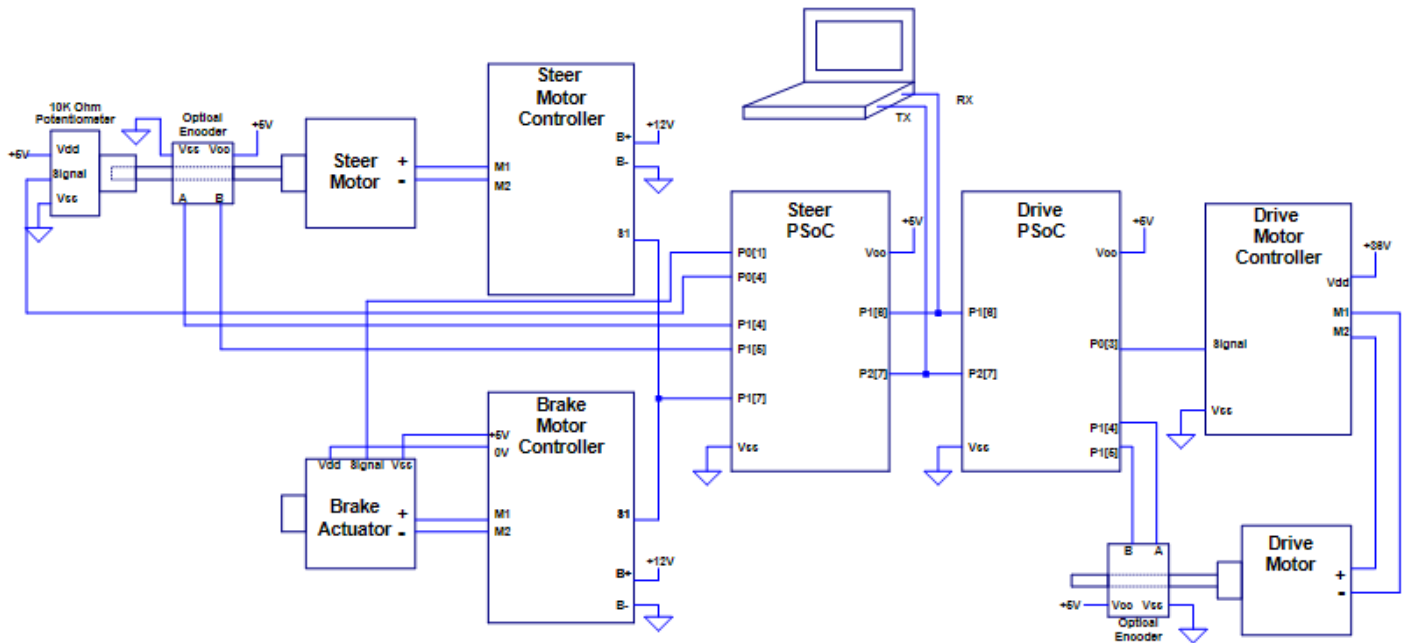 10K Ohm
Potentiometer
Vdd
Signal
Vss
+5V
Optical
Encoder
Vss
VDD
+5V
A
B
Steer
Motor
+
-
Steer
Motor
Controller
M1
M2
B+
B-
+12V
S1
RX
TX
Steer
PSoC
+5V
VDD
P0[1]
P0[4]
P1[4]
P1[5]
P1[7]
P1[6]
P2[7]
Vss
Drive
PSoC
+5V
VDD
P1[6]
P2[7]
P0[3]
P1[4]
P1[5]
Vss
Drive
Motor
Controller
+36V
Vdd
M1
M2
Signal
Vss
Brake
Motor
Controller
+5V
0V
M1
M2
S1
B+
B-
+12V
Vdd
Signal
Vss
Brake
Actuator
+
-
B
A
+5V
VDD
Vss
Optical
Encoder
Drive
Motor
+
-